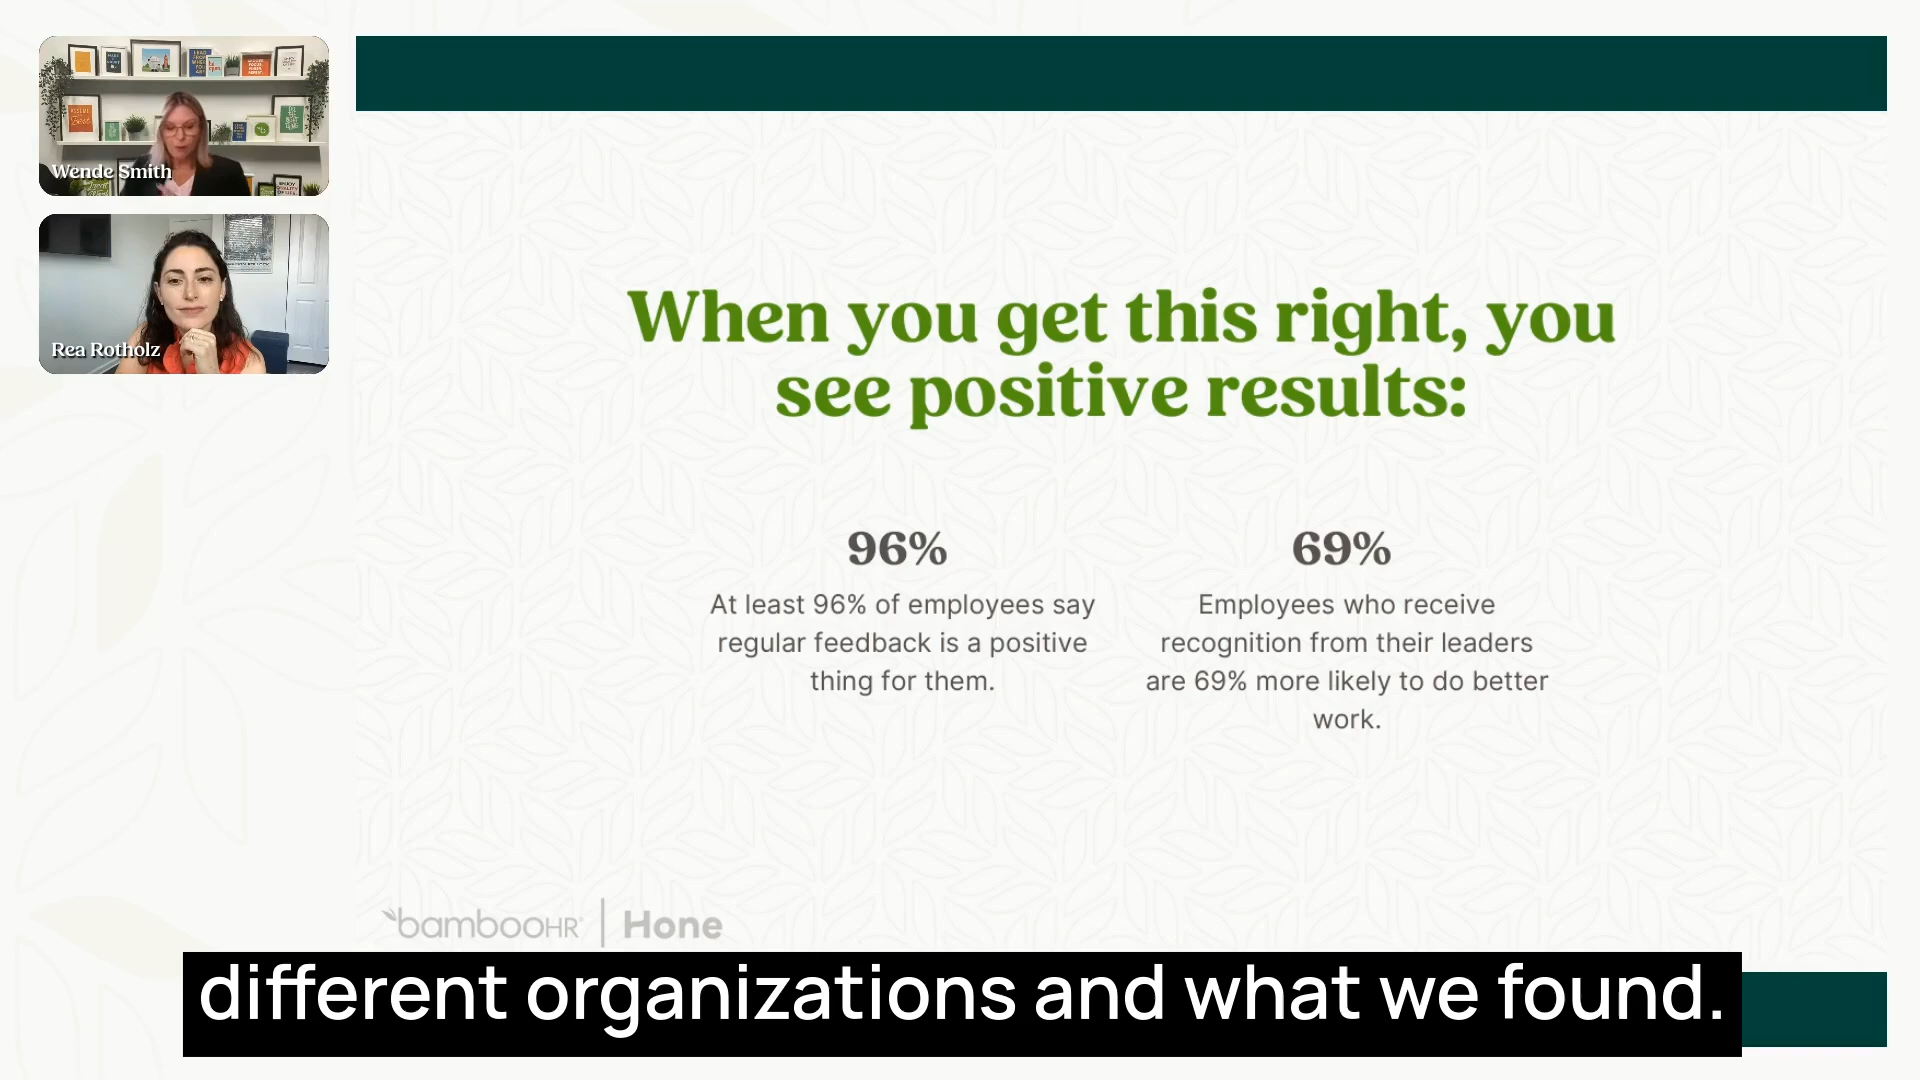 Wende Smith
Rea Rotholz
When you get this right, you
see positive results:
96%
At least 96% of employees say
regular feedback is a positive
thing for them.
69%
Employees who receive
recognition from their leaders
are 69% more likely to do better
work.
bambooHR | Hone
different organizations and what we found.